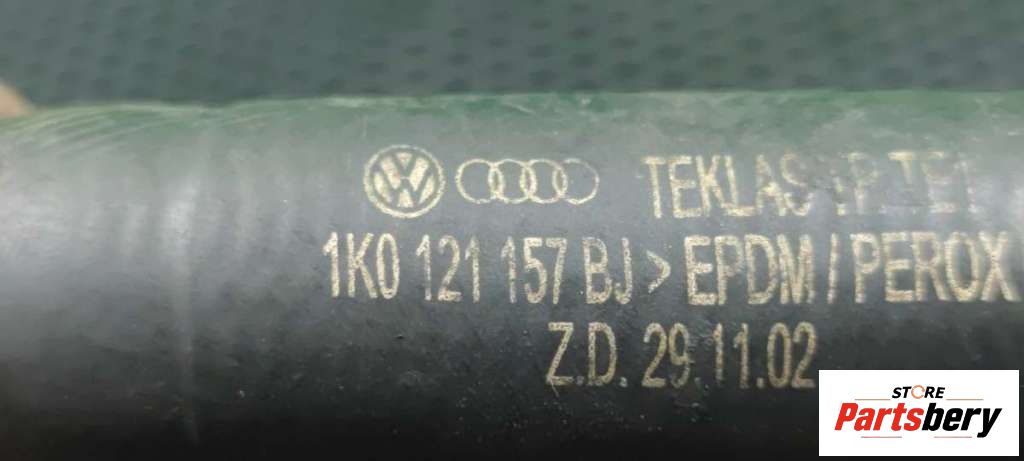 TEKLAS
1K0 121 157 BJ > EPDM / PEROX
Z.D. 29.11.02
STORE
Partsbery